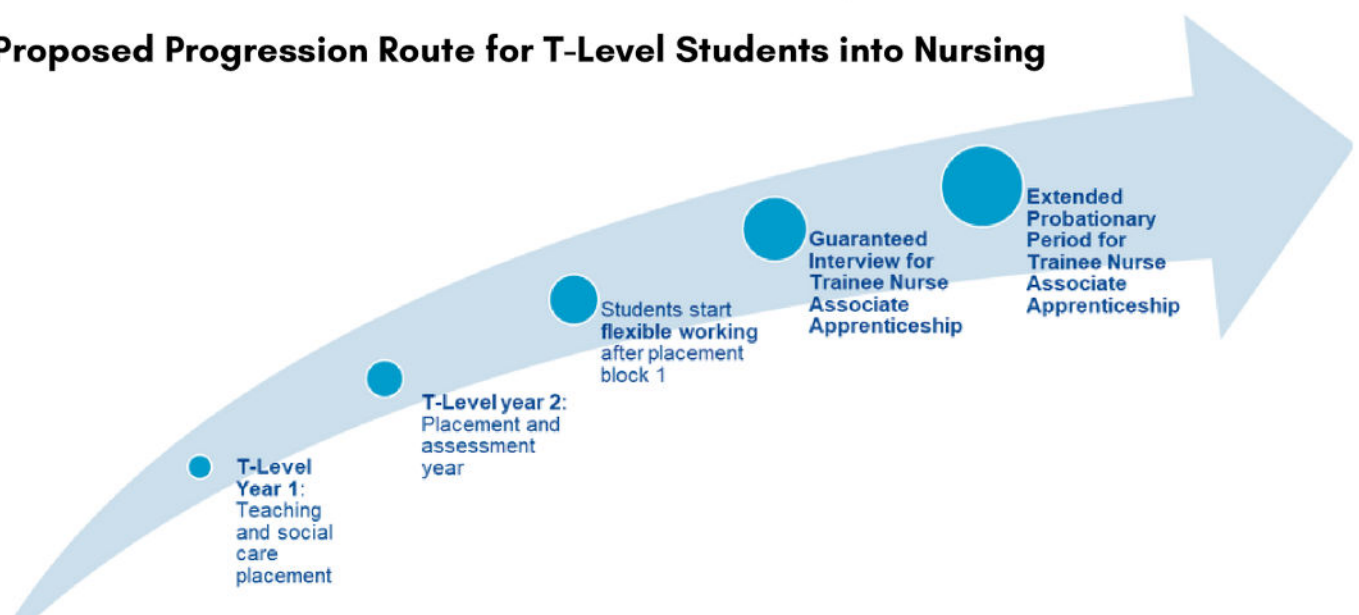 Proposed Progression Route for T-Level Students into Nursing
T-Level
Year 1:
Teaching
and social
care
placement
T-Level year 2:
Placement and
assessment
year
Students start
flexible working
after placement
block 1
Guaranteed
Interview for
Trainee Nurse
Associate
Apprenticeship
Extended
Probationary
Period for
Trainee Nurse
Associate
Apprenticeship